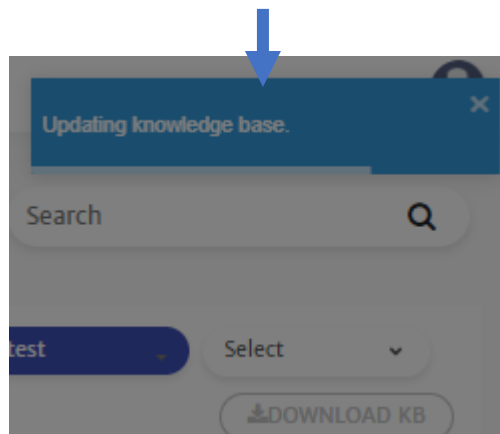 Updating knowledge base.
Search
test
Select
DOWNLOAD KB